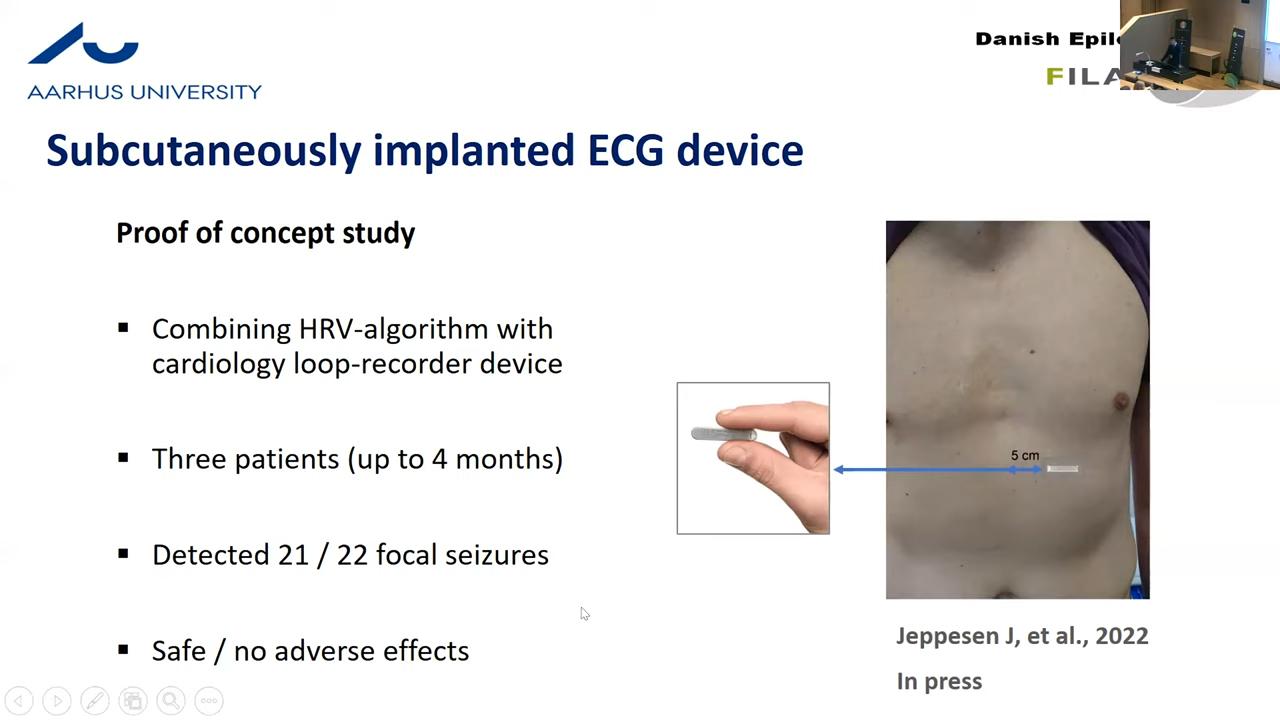 AARHUS UNIVERSITY
Danish
Subcutaneously implanted ECG device
Proof of concept study
Combining HRV-algorithm with
cardiology loop-recorder device
Three patients (up to 4 months)
Detected 21 / 22 focal seizures
Safe / no adverse effects
5 cm
Jeppesen J, et al., 2022
In press